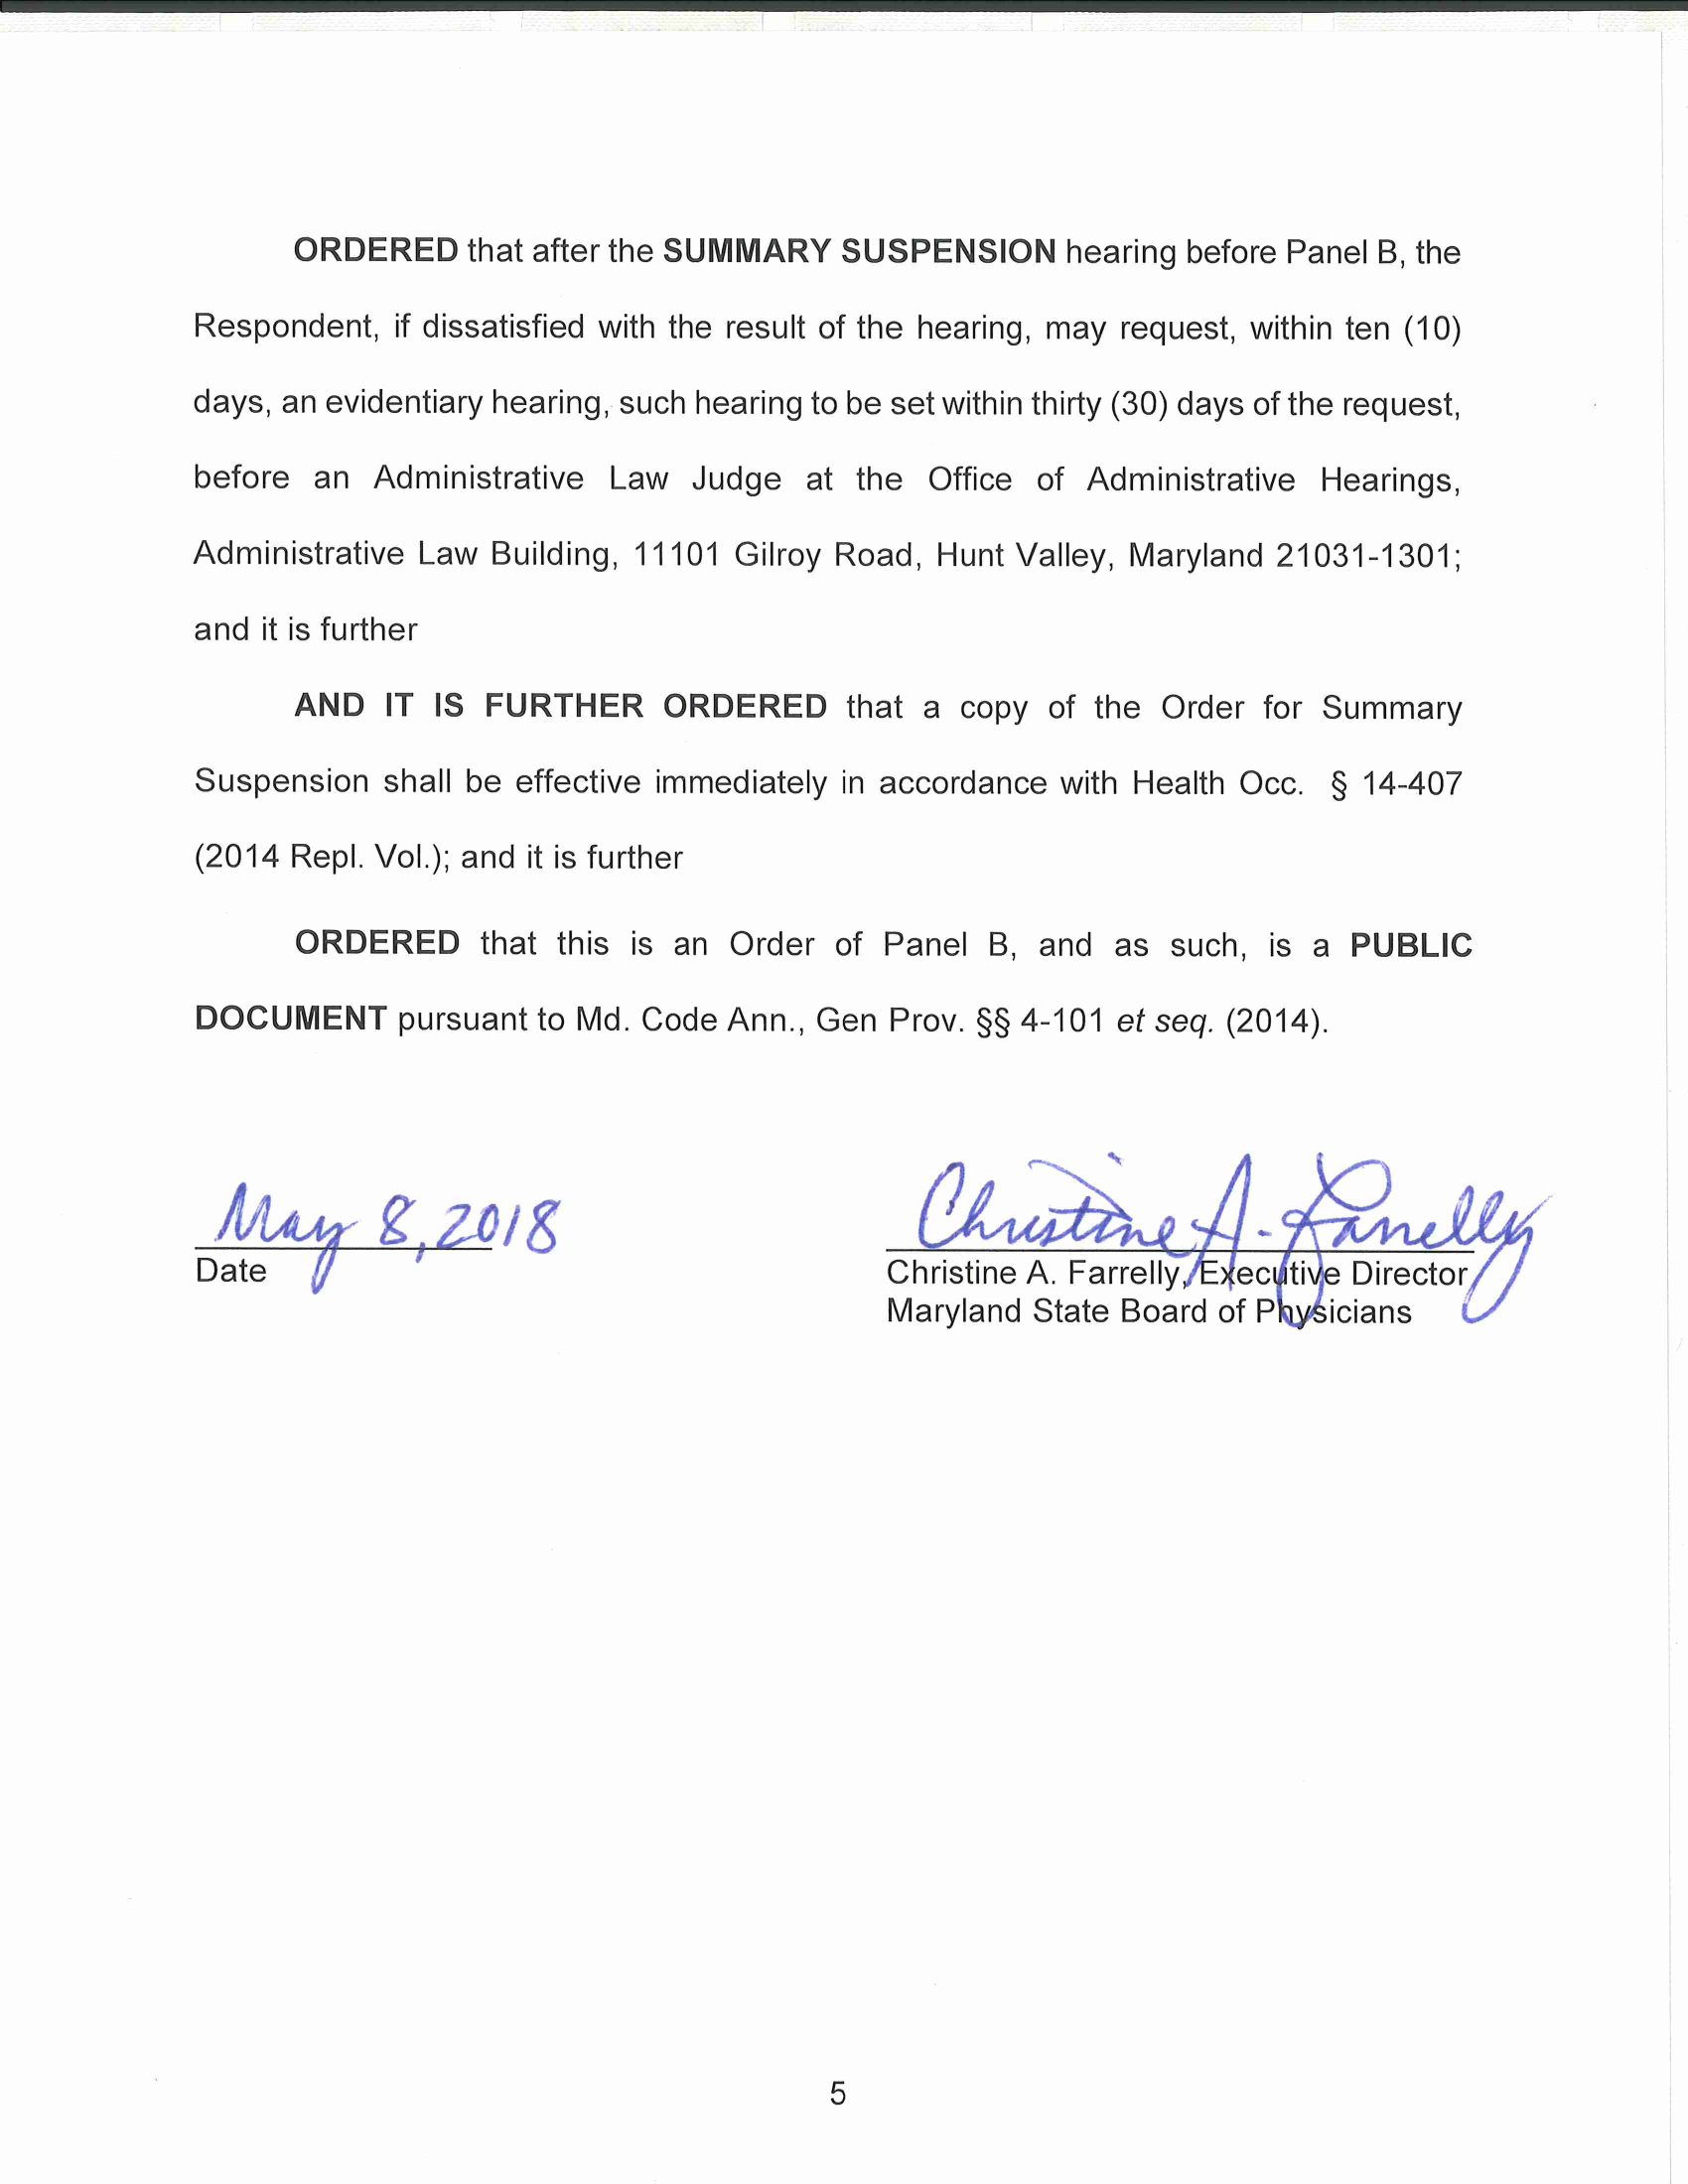 ORDERED that after the SUMMARY SUSPENSION hearing before Panel B, the
Respondent, if dissatisfied with the result of the hearing, may request, within ten (10)
days, an evidentiary hearing, such hearing to be set within thirty (30) days of the request,
before an Administrative Law Judge at the Office of Administrative Hearings,
Administrative Law Building, 11101 Gilroy Road, Hunt Valley, Maryland 21031-1301;
and it is further
AND IT IS FURTHER ORDERED that a copy of the Order for Summary
Suspension shall be effective immediately in accordance with Health Occ. § 14-407
(2014 Repl. Vol.); and it is further
ORDERED that this is an Order of Panel B, and as such, is a PUBLIC
DOCUMENT pursuant to Md. Code Ann., Gen Prov. §§ 4-101 et seq. (2014).
May 8, 2018
Date
Christine A. Farrelly
Christine A. Farrelly, Executive Director
Maryland State Board of Physicians
5